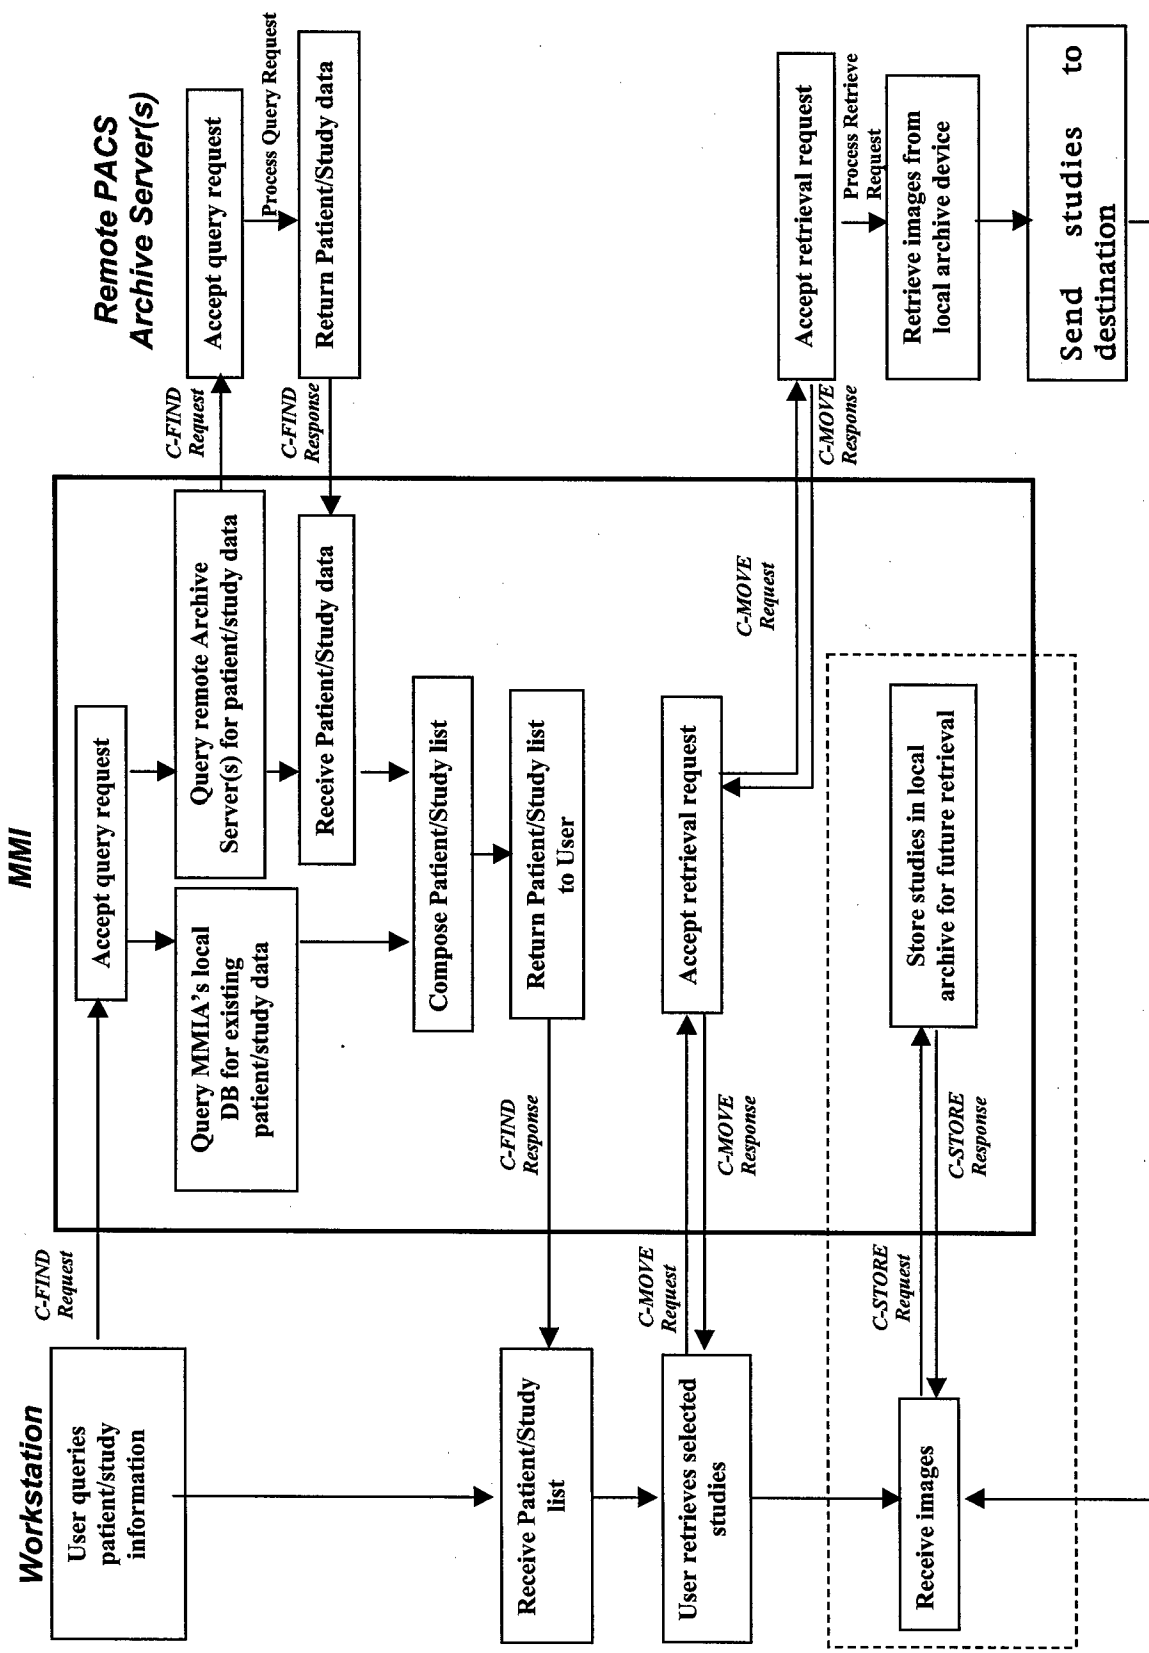 Workstation
MMI
Remote PACS
Archive Server(s)
User queries
patient/study
information
C-FIND
Request
Accept query request
Query MMIA's local
DB for existing
patient/study data
Query remote Archive
Server(s) for patient/study data
C-FIND
Request
Accept query request
Process Query Request
Return Patient/Study data
C-FIND
Response
Receive Patient/Study data
Compose Patient/Study list
Return Patient/Study list
to User
C-FIND
Response
Receive Patient/Study
list
User retrieves selected
studies
C-MOVE
Request
C-MOVE
Response
Accept retrieval request
C-MOVE
Request
C-MOVE
Response
Accept retrieval request
Process Retrieve
Request
Retrieve images from
local archive device
Send studies to
destination
Receive images
C-STORE
Request
C-STORE
Response
Store studies in local
archive for future retrieval